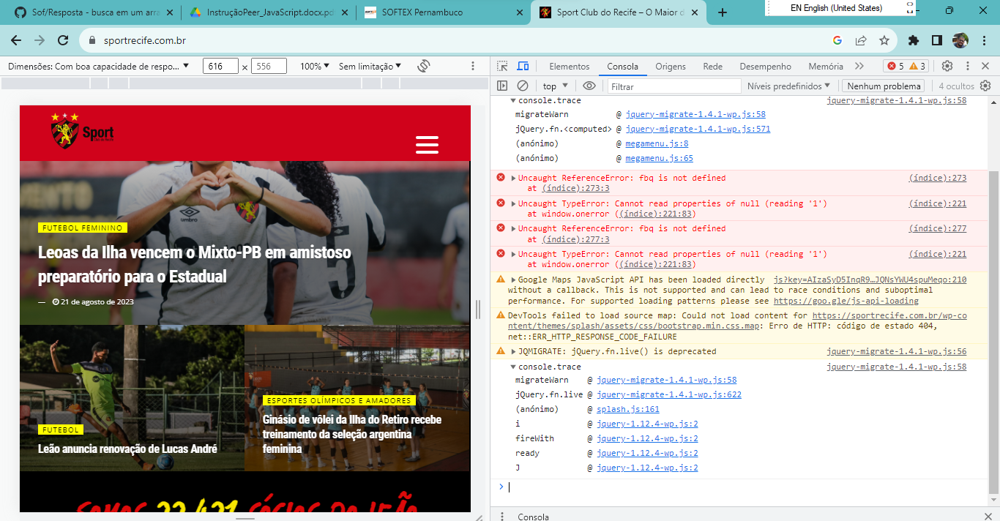 Sof/Resposta - busca em um arra
InstruçãoPeer_JavaScript.docx.pd
SOFTEX Pernambuco
Sport Club do Recife – O Maior d
EN English (United States)
sportrecife.com.br
Dimensões: Com boa capacidade de respo... 616 x 556 100% Sem limitação
Elementos Console Origens Rede Desempenho Memória 5 3
top Filtrar Níveis predefinidos Nenhum problema 4 ocultos
Sport
FUTEBOL FEMININO
Leoas da Ilha vencem o Mixto-PB em amistoso
preparatório para o Estadual
— 21 de agosto de 2023
umbro
5
FUTEBOL
Leão anuncia renovação de Lucas André
ESPORTES OLÍMPICOS E AMADORES
Ginásio de vôlei da Ilha do Retiro recebe
treinamento da seleção argentina
feminina
SOMOS 22.421 SÓCIOS DO LEÃO
console.trace jquery-migrate-1.4.1-wp.js:58
migrateWarn @ jquery-migrate-1.4.1-wp.js:58
jQuery.fn.<computed> @ jquery-migrate-1.4.1-wp.js:571
(anónimo) @ megamenu.js:8
(anónimo) @ megamenu.js:65
Uncaught ReferenceError: fbq is not defined (índice):273
at (índice):273:3
Uncaught TypeError: Cannot read properties of null (reading '1') (índice):221
at window.onerror ((índice):221:83)
Uncaught ReferenceError: fbq is not defined (índice):277
at (índice):277:3
Uncaught TypeError: Cannot read properties of null (reading '1') (índice):221
at window.onerror ((índice):221:83)
Google Maps JavaScript API has been loaded directly js?key=AIzaSyD5InqR9…JQNsYWU4spuMeqo:210
without a callback. This is not supported and can lead to race conditions and suboptimal
performance. For supported loading patterns please see https://goo.gle/js-api-loading
DevTools failed to load source map: Could not load content for https://sportrecife.com.br/wp-co
ntent/themes/splash/assets/css/bootstrap.min.css.map: Erro de HTTP: código de estado 404,
net::ERR_HTTP_RESPONSE_CODE_FAILURE
JQMIGRATE: jQuery.fn.live() is deprecated jquery-migrate-1.4.1-wp.js:56
console.trace jquery-migrate-1.4.1-wp.js:58
migrateWarn @ jquery-migrate-1.4.1-wp.js:58
jQuery.fn.live @ jquery-migrate-1.4.1-wp.js:622
(anónimo) @ splash.js:161
i @ jquery-1.12.4-wp.js:2
fireWith @ jquery-1.12.4-wp.js:2
ready @ jquery-1.12.4-wp.js:2
J @ jquery-1.12.4-wp.js:2
Consola